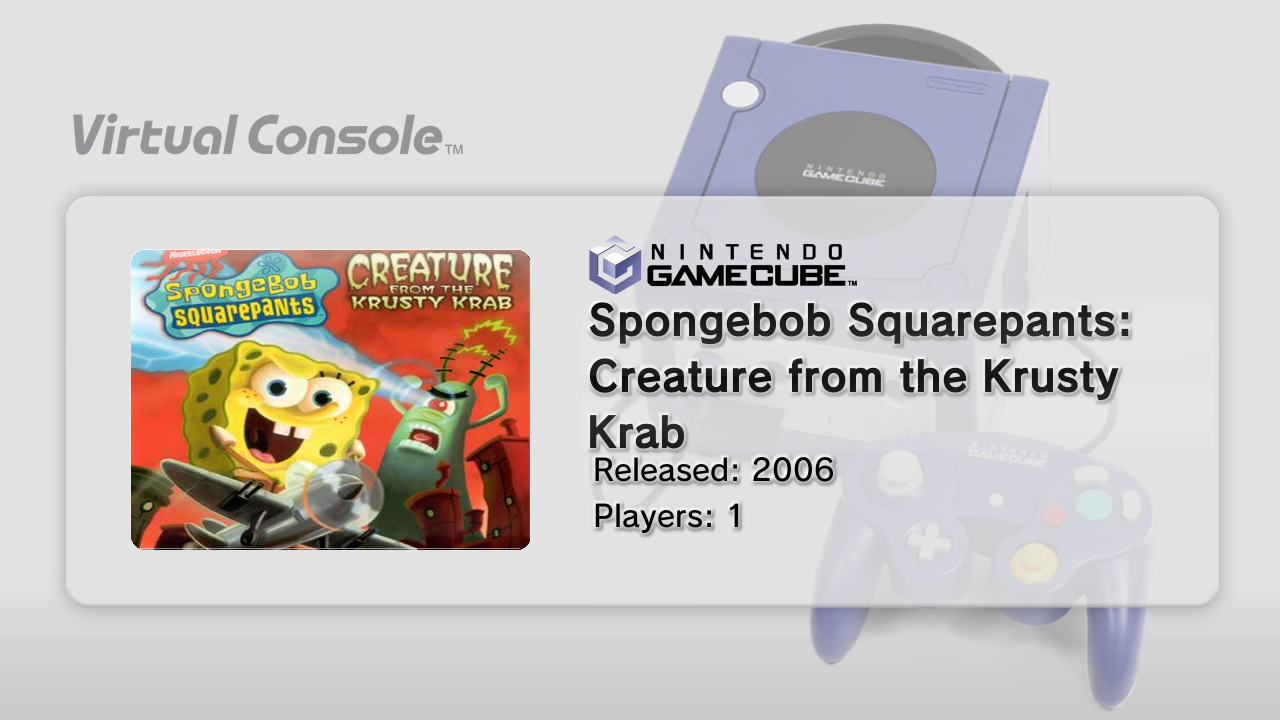 Virtual Console™
NICKELODEON
SPONGEBOB
SQUAREPANTS
CREATURE
FROM THE
KRUSTY KRAB
Nintendo
NINTENDO
GAMECUBE
NINTENDO
GAMECUBE™
Spongebob Squarepants:
Creature from the Krusty
Krab
Released: 2006
Players: 1
NINTENDO
GAMECUBE